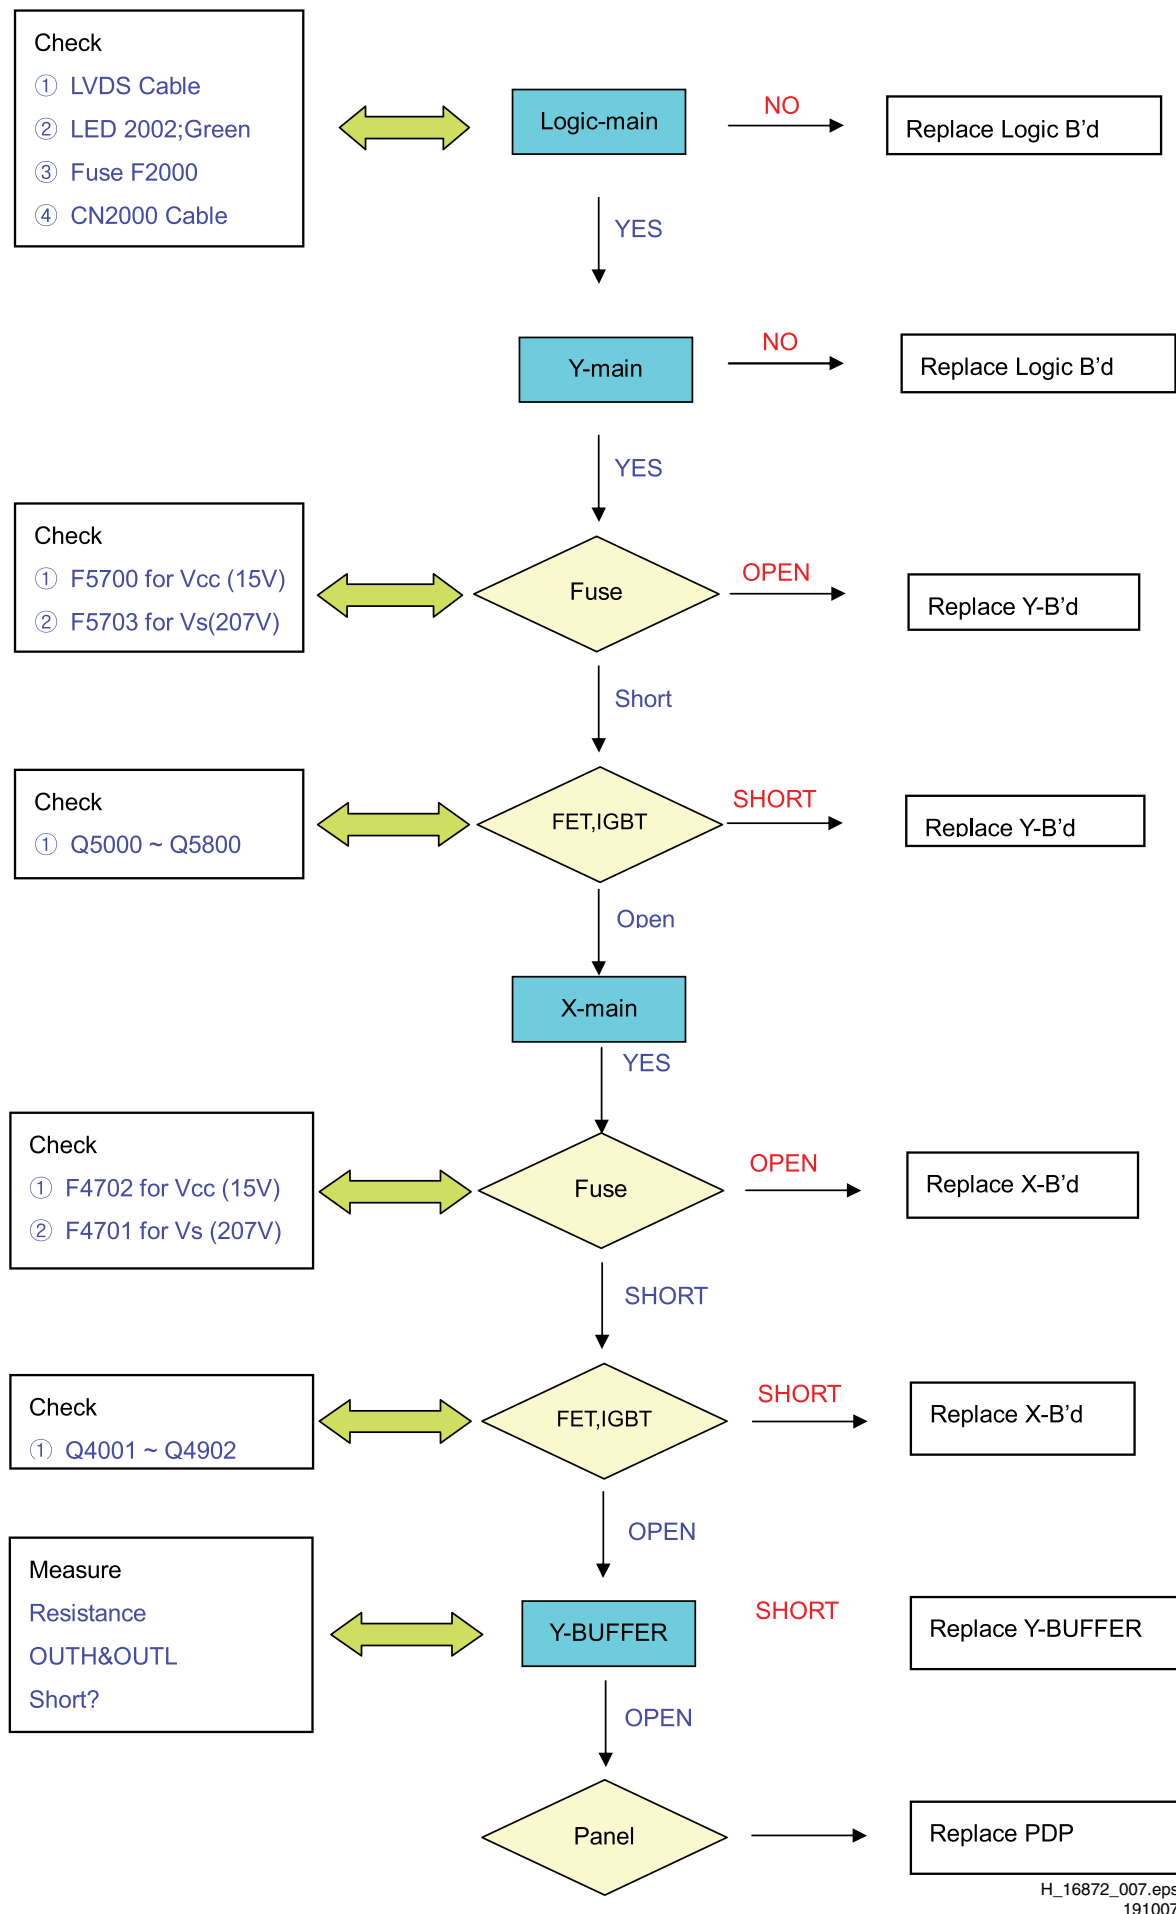 Check
① LVDS Cable
② LED 2002;Green
③ Fuse F2000
④ CN2000 Cable
Logic-main
NO
Replace Logic B'd
YES
Y-main
NO
Replace Logic B'd
YES
Check
① F5700 for Vcc (15V)
② F5703 for Vs(207V)
Fuse
OPEN
Replace Y-B'd
Short
Check
① Q5000 ~ Q5800
FET,IGBT
SHORT
Replace Y-B'd
Open
X-main
YES
Check
① F4702 for Vcc (15V)
② F4701 for Vs (207V)
Fuse
OPEN
Replace X-B'd
SHORT
Check
① Q4001 ~ Q4902
FET,IGBT
SHORT
Replace X-B'd
OPEN
Measure
Resistance
OUTH&OUTL
Short?
Y-BUFFER
SHORT
Replace Y-BUFFER
OPEN
Panel
Replace PDP
H_16872_007.eps
191007